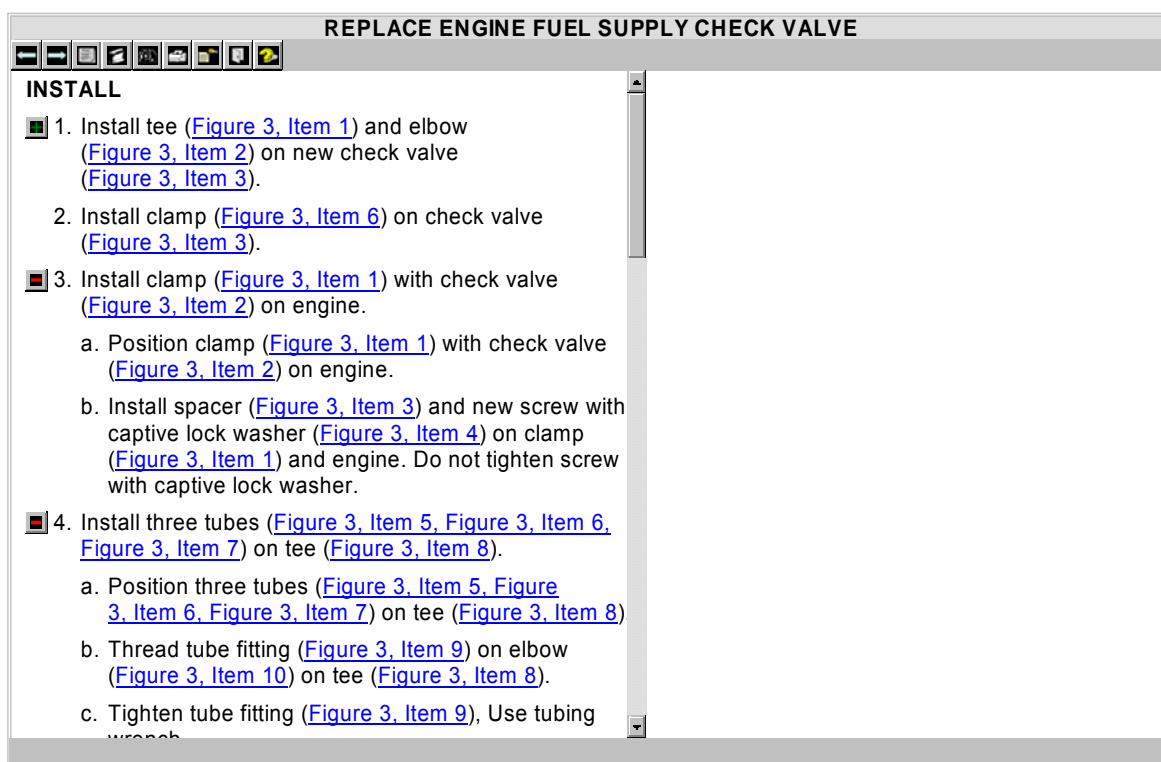 REPLACE ENGINE FUEL SUPPLY CHECK VALVE
INSTALL
1. Install tee (Figure 3, Item 1) and elbow
(Figure 3, Item 2) on new check valve
(Figure 3, Item 3).
2. Install clamp (Figure 3, Item 6) on check valve
(Figure 3, Item 3).
3. Install clamp (Figure 3, Item 1) with check valve
(Figure 3, Item 2) on engine.
a. Position clamp (Figure 3, Item 1) with check valve
(Figure 3, Item 2) on engine.
b. Install spacer (Figure 3, Item 3) and new screw with
captive lock washer (Figure 3, Item 4) on clamp
(Figure 3, Item 1) and engine. Do not tighten screw
with captive lock washer.
4. Install three tubes (Figure 3, Item 5, Figure 3, Item 6,
Figure 3, Item 7) on tee (Figure 3, Item 8).
a. Position three tubes (Figure 3, Item 5, Figure
3, Item 6, Figure 3, Item 7) on tee (Figure 3, Item 8)
b. Thread tube fitting (Figure 3, Item 9) on elbow
(Figure 3, Item 10) on tee (Figure 3, Item 8).
c. Tighten tube fitting (Figure 3, Item 9), Use tubing